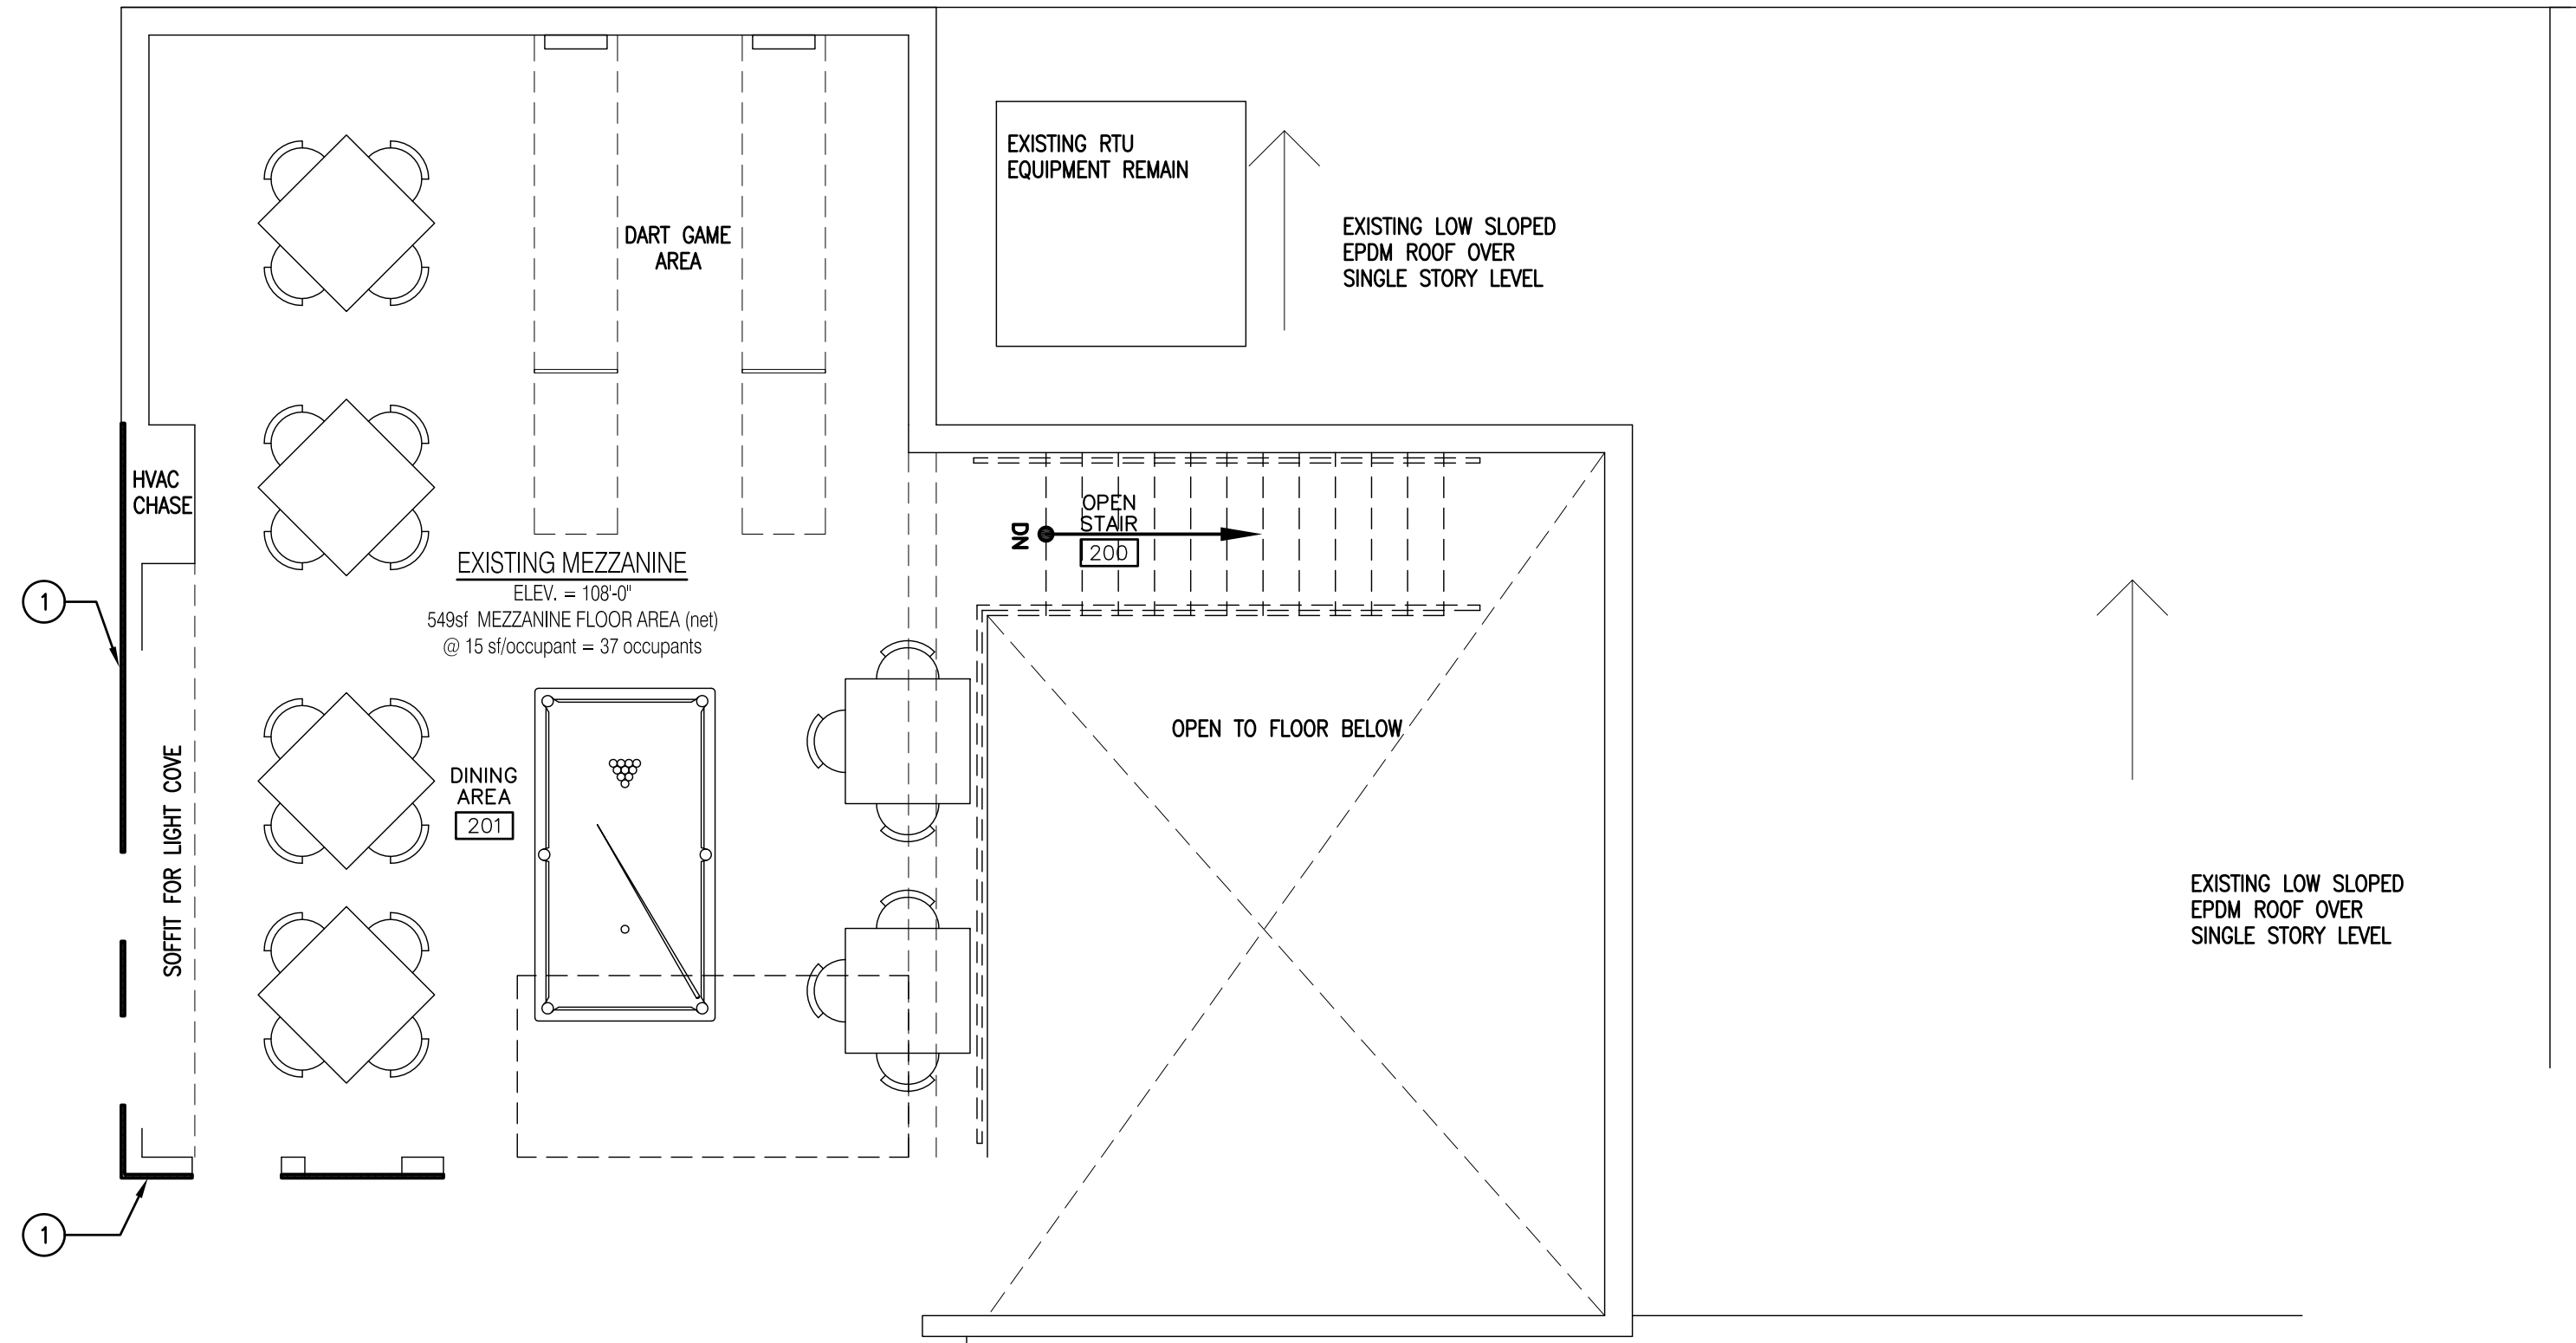 EXISTING RTU
EQUIPMENT REMAIN
EXISTING LOW SLOPED
EPDM ROOF OVER
SINGLE STORY LEVEL
DART GAME
AREA
HVAC
CHASE
OPEN
STAIR
200
DN
EXISTING MEZZANINE
ELEV. = 108'-0"
549sf MEZZANINE FLOOR AREA (net)
@ 15 sf/occupant = 37 occupants
1
OPEN TO FLOOR BELOW
SOFFIT FOR LIGHT COVE
DINING
AREA
201
EXISTING LOW SLOPED
EPDM ROOF OVER
SINGLE STORY LEVEL
1